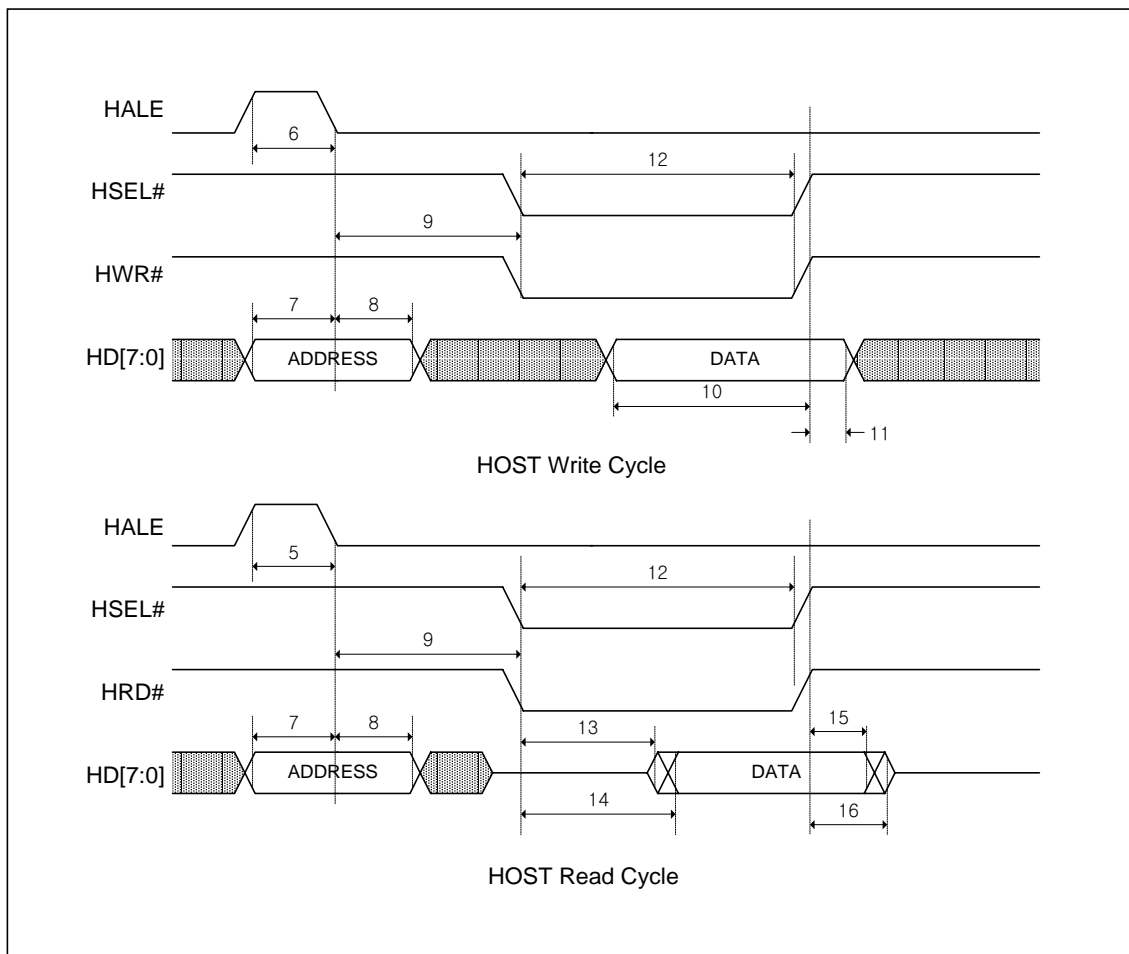 HALE
6
12
HSEL#
9
HWR#
7 8
HD[7:0] ADDRESS DATA
10
11
HOST Write Cycle
HALE
5
12
HSEL#
9
HRD#
7 8 13 15
HD[7:0] ADDRESS DATA
14 16
HOST Read Cycle